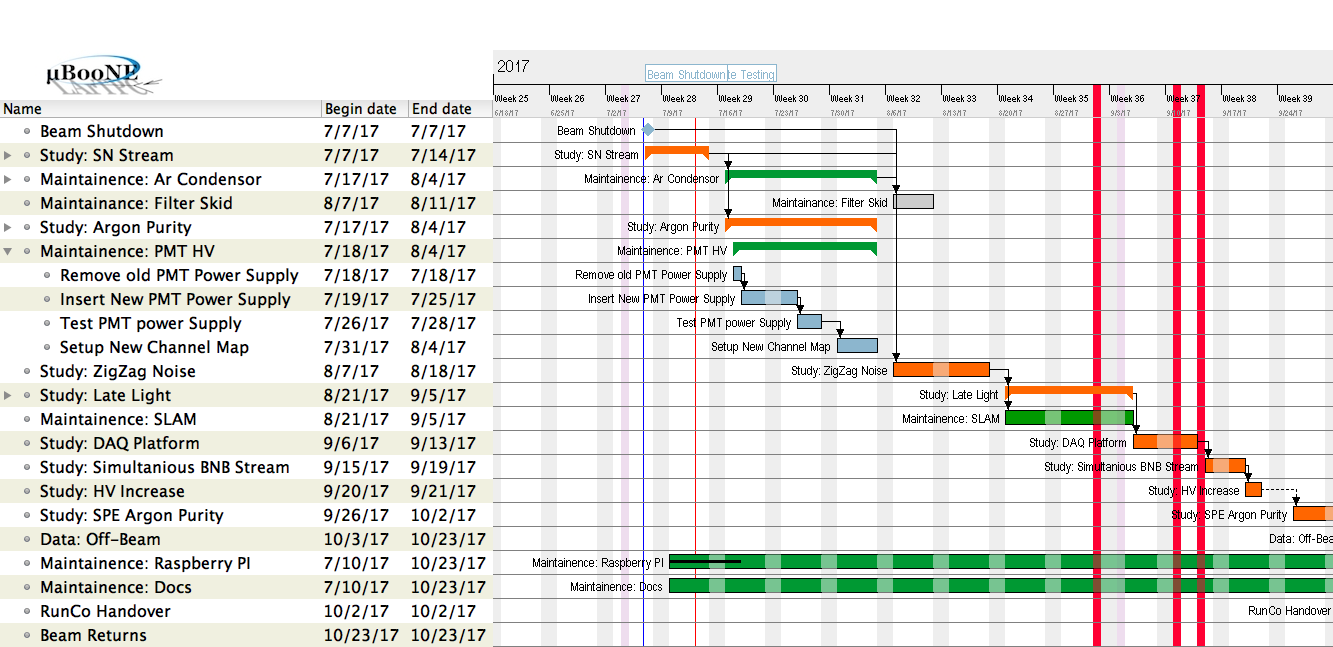 2017
µBooNE
Beam Shutdown te Testing
Name Begin date End date
Week 25 Week 26 Week 27 Week 28 Week 29 Week 30 Week 31 Week 32 Week 33 Week 34 Week 35 Week 36 Week 37 Week 38 Week 39
6/18/17 6/25/17 7/2/17 7/9/17 7/16/17 7/23/17 7/30/17 8/6/17 8/13/17 8/20/17 8/27/17 9/3/17 9/17/17 9/24/17
Beam Shutdown 7/7/17 7/7/17 Beam Shutdown
Study: SN Stream 7/7/17 7/14/17 Study: SN Stream
Maintainence: Ar Condensor 7/17/17 8/4/17 Maintainence: Ar Condensor
Maintainance: Filter Skid 8/7/17 8/11/17 Maintainance: Filter Skid
Study: Argon Purity 7/17/17 8/4/17 Study: Argon Purity
Maintainence: PMT HV 7/18/17 8/4/17 Maintainence: PMT HV
Remove old PMT Power Supply 7/18/17 7/18/17 Remove old PMT Power Supply
Insert New PMT Power Supply 7/19/17 7/25/17 Insert New PMT Power Supply
Test PMT power Supply 7/26/17 7/28/17 Test PMT power Supply
Setup New Channel Map 7/31/17 8/4/17 Setup New Channel Map
Study: ZigZag Noise 8/7/17 8/18/17 Study: ZigZag Noise
Study: Late Light 8/21/17 9/5/17 Study: Late Light
Maintainence: SLAM 8/21/17 9/5/17 Maintainence: SLAM
Study: DAQ Platform 9/6/17 9/13/17 Study: DAQ Platform
Study: Simultanious BNB Stream 9/15/17 9/19/17 Study: Simultanious BNB Stream
Study: HV Increase 9/20/17 9/21/17 Study: HV Increase
Study: SPE Argon Purity 9/26/17 10/2/17 Study: SPE Argon Purity
Data: Off-Beam 10/3/17 10/23/17 Data: Off-Bea
Maintainence: Raspberry PI 7/10/17 10/23/17 Maintainence: Raspberry PI
Maintainence: Docs 7/10/17 10/23/17 Maintainence: Docs
RunCo Handover 10/2/17 10/2/17 RunCo Handover
Beam Returns 10/23/17 10/23/17